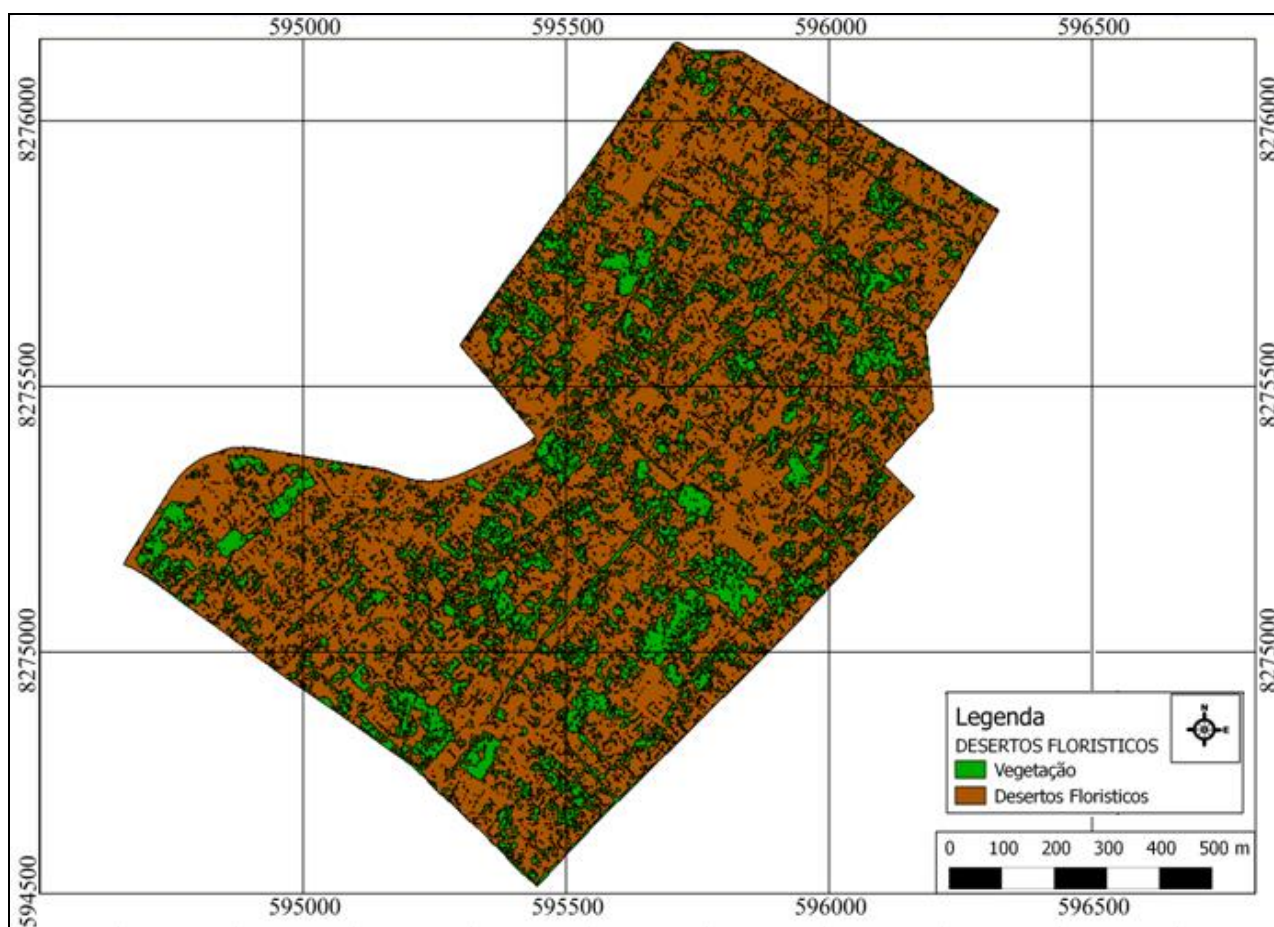 595000 595500 596000 596500
8276000 8276000
8275500 8275500
8275000 8275000
Legenda
DESERTOS FLORISTICOS
Vegetação
Desertos Floristicos
N
E
0 100 200 300 400 500 m
594500
595000 595500 596000 596500